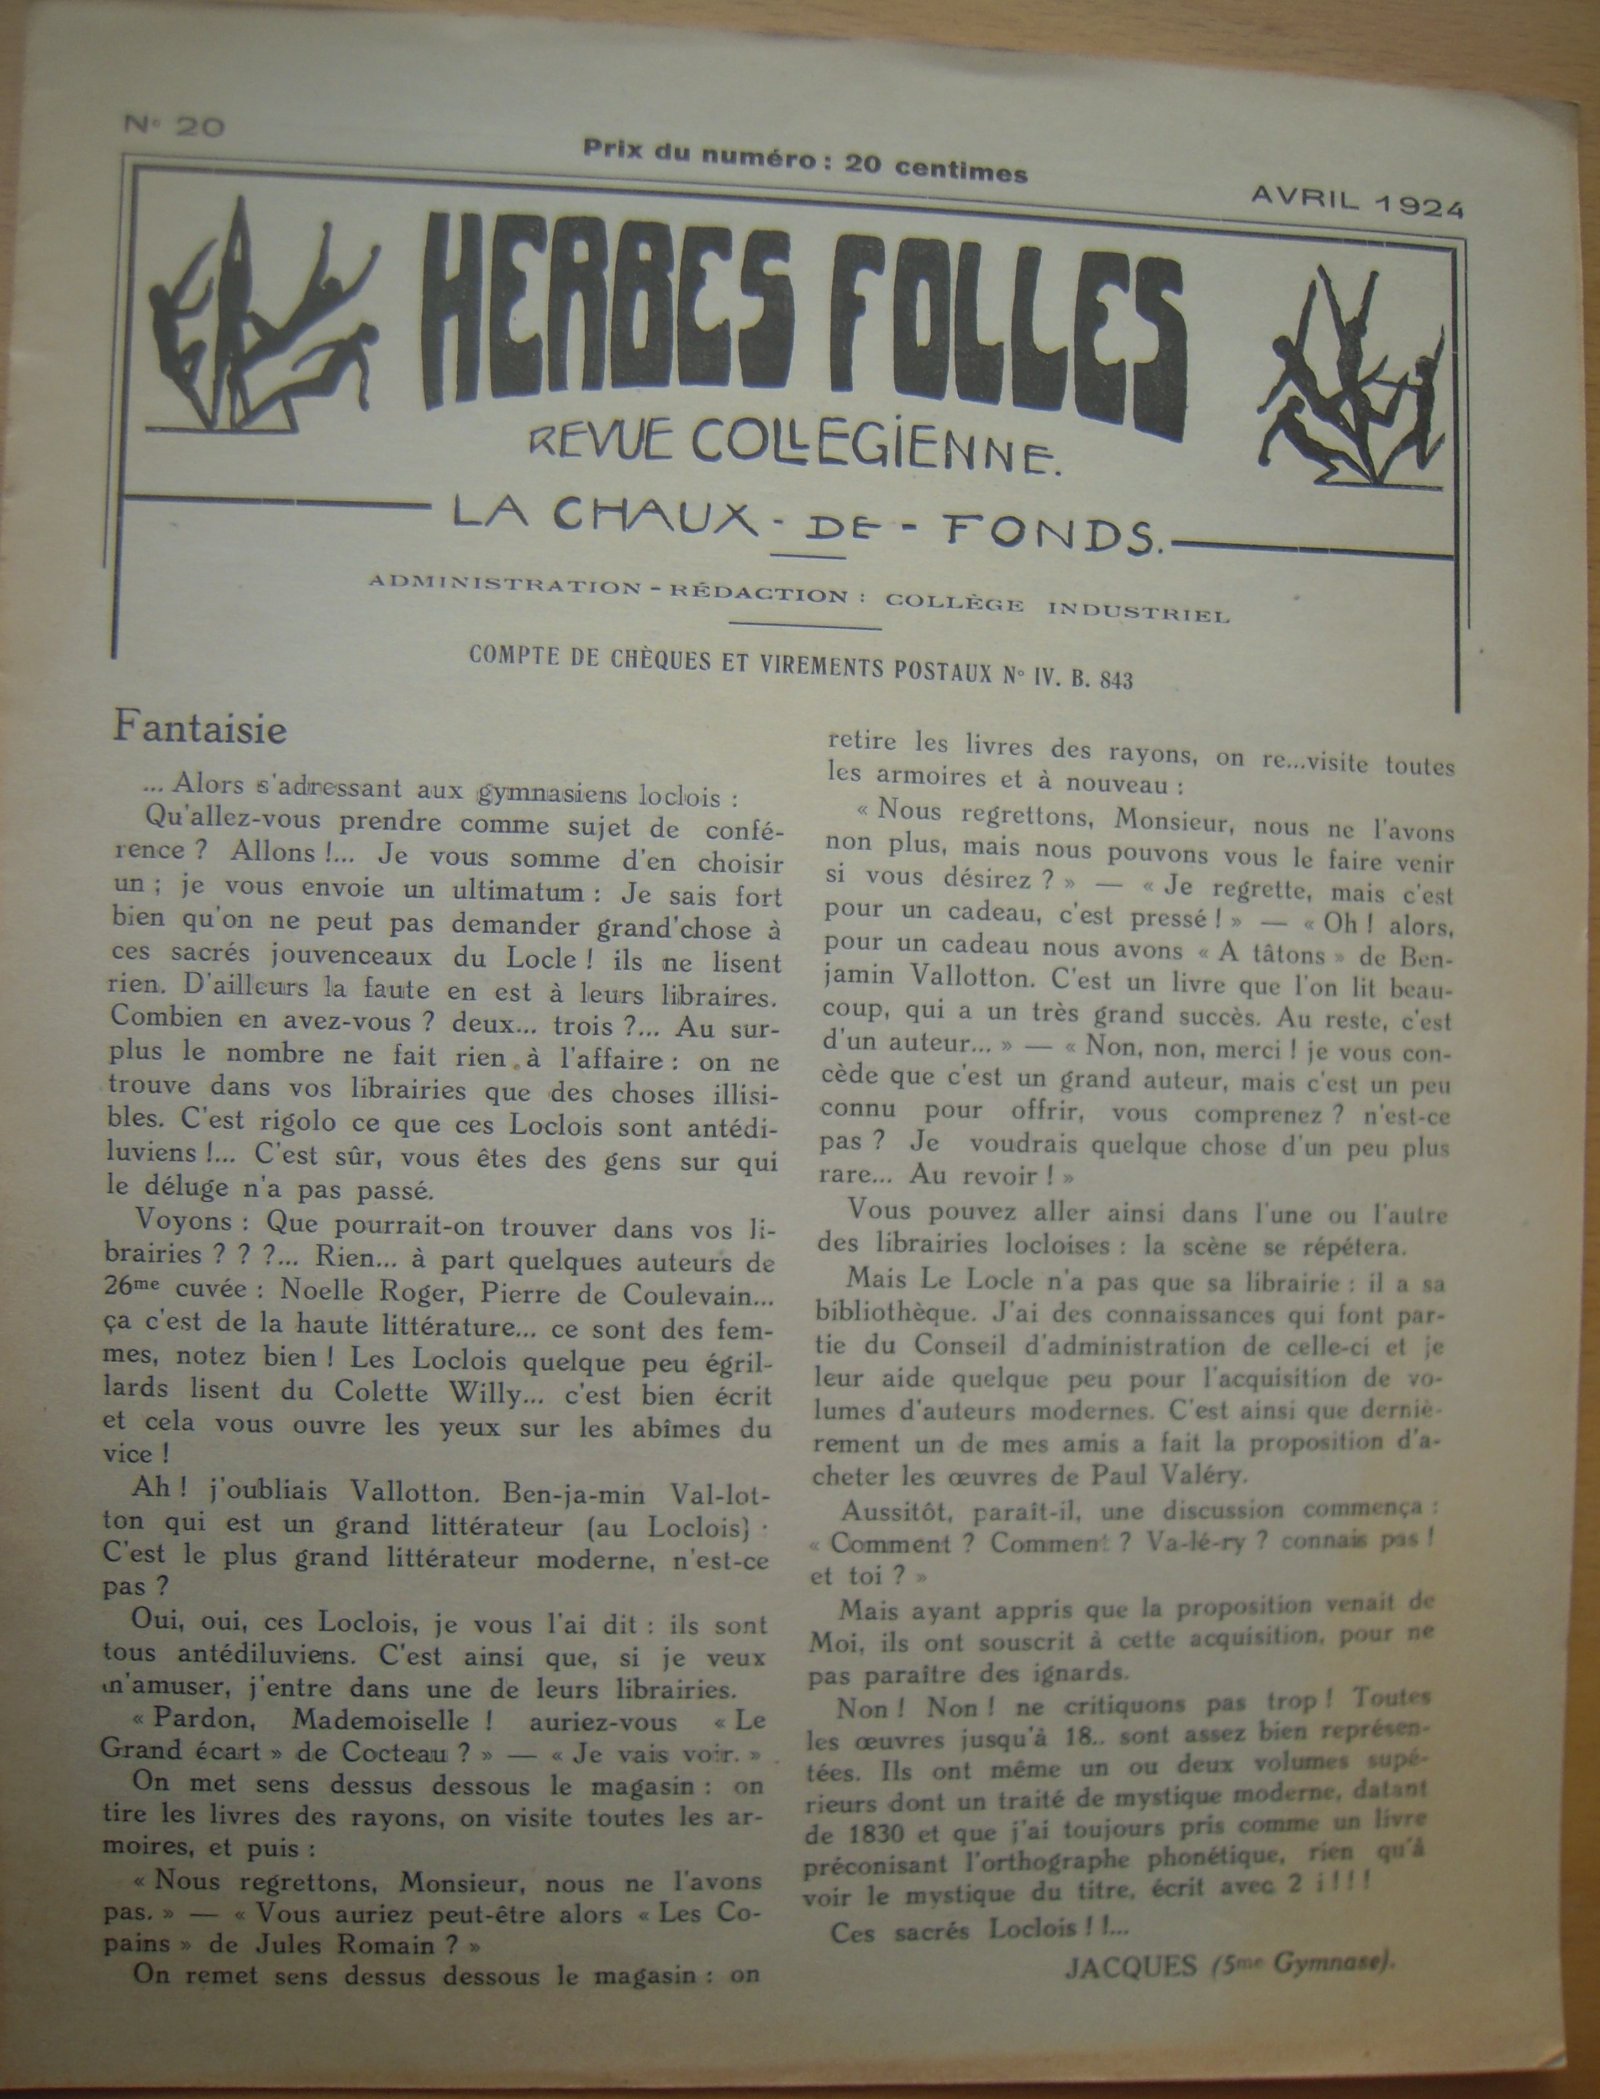 N° 20
Prix du numéro : 20 centimes
AVRIL 1924
HERBES FOLLES
REVUE COLLEGIENNE.
LA CHAUX-DE-FONDS.
ADMINISTRATION - RÉDACTION : COLLÈGE INDUSTRIEL
COMPTE DE CHÈQUES ET VIREMENTS POSTAUX N° IV. B. 843
Fantaisie
... Alors s'adressant aux gymnasiens loclois :
Qu'allez-vous prendre comme sujet de confé-
rence ? Allons !... Je vous somme d'en choisir
un ; je vous envoie un ultimatum : Je sais fort
bien qu'on ne peut pas demander grand'chose à
ces sacrés jouvenceaux du Locle ! ils ne lisent
rien. D'ailleurs la faute en est à leurs libraires.
Combien en avez-vous ? deux... trois ?... Au sur-
plus le nombre ne fait rien à l'affaire : on ne
trouve dans vos librairies que des choses illisi-
bles. C'est rigolo ce que ces Loclois sont antédi-
luviens !... C'est sûr, vous êtes des gens sur qui
le déluge n'a pas passé.
Voyons : Que pourrait-on trouver dans vos li-
brairies ? ? ?... Rien... à part quelques auteurs de
26me cuvée : Noelle Roger, Pierre de Coulevain...
ça c'est de la haute littérature... ce sont des fem-
mes, notez bien ! Les Loclois quelque peu égril-
lards lisent du Colette Willy... c'est bien écrit
et cela vous ouvre les yeux sur les abîmes du
vice !
Ah ! j'oubliais Vallotton. Ben-ja-min Val-lot-
ton qui est un grand littérateur (au Loclois) ·
C'est le plus grand littérateur moderne, n'est-ce
pas ?
Oui, oui, ces Loclois, je vous l'ai dit : ils sont
tous antédiluviens. C'est ainsi que, si je veux
m'amuser, j'entre dans une de leurs librairies.
« Pardon, Mademoiselle ! auriez-vous « Le
Grand écart » de Cocteau ? » — « Je vais voir. »
On met sens dessus dessous le magasin : on
tire les livres des rayons, on visite toutes les ar-
moires, et puis :
« Nous regrettons, Monsieur, nous ne l'avons
pas. » — « Vous auriez peut-être alors « Les Co-
pains » de Jules Romain ? »
On remet sens dessus dessous le magasin : on
retire les livres des rayons, on re...visite toutes
les armoires et à nouveau :
« Nous regrettons, Monsieur, nous ne l'avons
non plus, mais nous pouvons vous le faire venir
si vous désirez ? » — « Je regrette, mais c'est
pour un cadeau, c'est pressé ! » — « Oh ! alors,
pour un cadeau nous avons « A tâtons » de Ben-
jamin Vallotton. C'est un livre que l'on lit beau-
coup, qui a un très grand succès. Au reste, c'est
d'un auteur... » — « Non, non, merci ! je vous con-
cède que c'est un grand auteur, mais c'est un peu
connu pour offrir, vous comprenez ? n'est-ce
pas ? Je voudrais quelque chose d'un peu plus
rare... Au revoir ! »
Vous pouvez aller ainsi dans l'une ou l'autre
des librairies locloises : la scène se répétera.
Mais Le Locle n'a pas que sa librairie : il a sa
bibliothèque. J'ai des connaissances qui font par-
tie du Conseil d'administration de celle-ci et je
leur aide quelque peu pour l'acquisition de vo-
lumes d'auteurs modernes. C'est ainsi que derniè-
rement un de mes amis a fait la proposition d'a-
cheter les œuvres de Paul Valéry.
Aussitôt, paraît-il, une discussion commença :
« Comment ? Comment ? Va-lé-ry ? connais pas !
et toi ? »
Mais ayant appris que la proposition venait de
Moi, ils ont souscrit à cette acquisition, pour ne
pas paraître des ignards.
Non ! Non ! ne critiquons pas trop ! Toutes
les œuvres jusqu'à 18.. sont assez bien représen-
tées. Ils ont même un ou deux volumes supé-
rieurs dont un traité de mystique moderne, datant
de 1830 et que j'ai toujours pris comme un livre
préconisant l'orthographe phonétique, rien qu'à
voir le mystique du titre, écrit avec 2 i ! ! !
Ces sacrés Loclois ! !...
JACQUES (5me Gymnase).